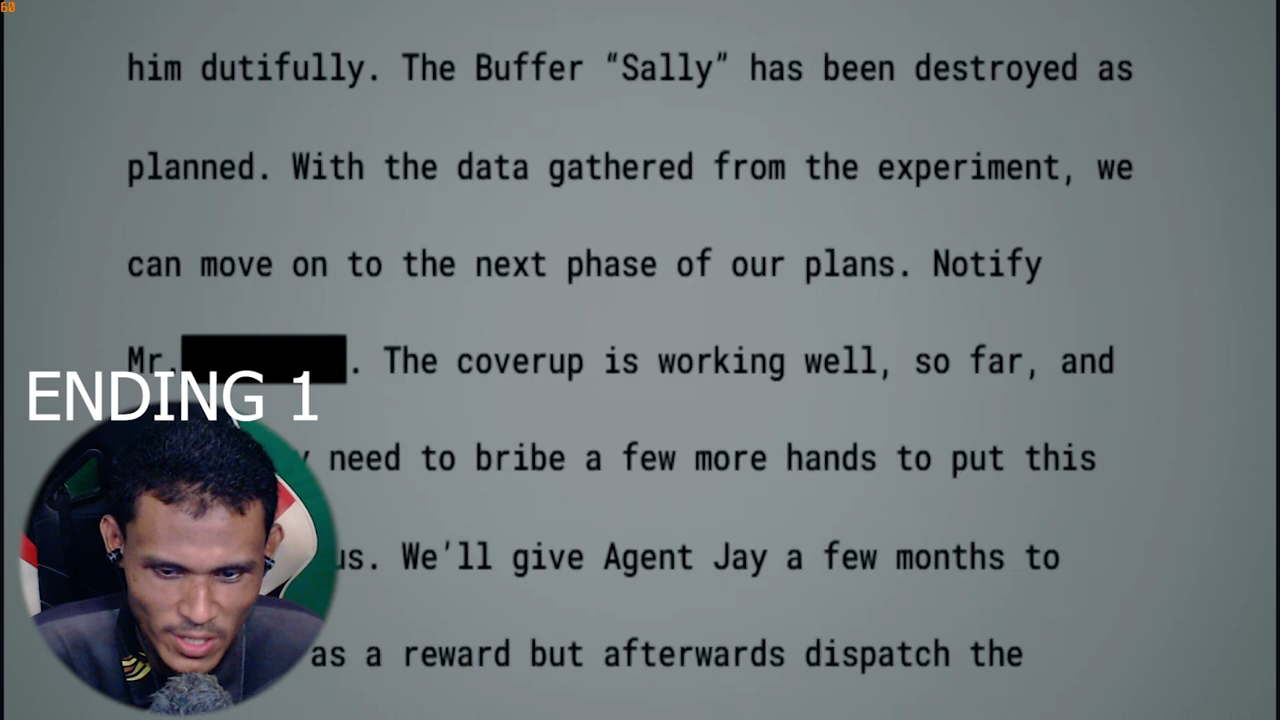 60
him dutifully. The Buffer “Sally” has been destroyed as
planned. With the data gathered from the experiment, we
can move on to the next phase of our plans. Notify
Mr. . The coverup is working well, so far, and
ENDING 1
need to bribe a few more hands to put this
us. We’ll give Agent Jay a few months to
as a reward but afterwards dispatch the